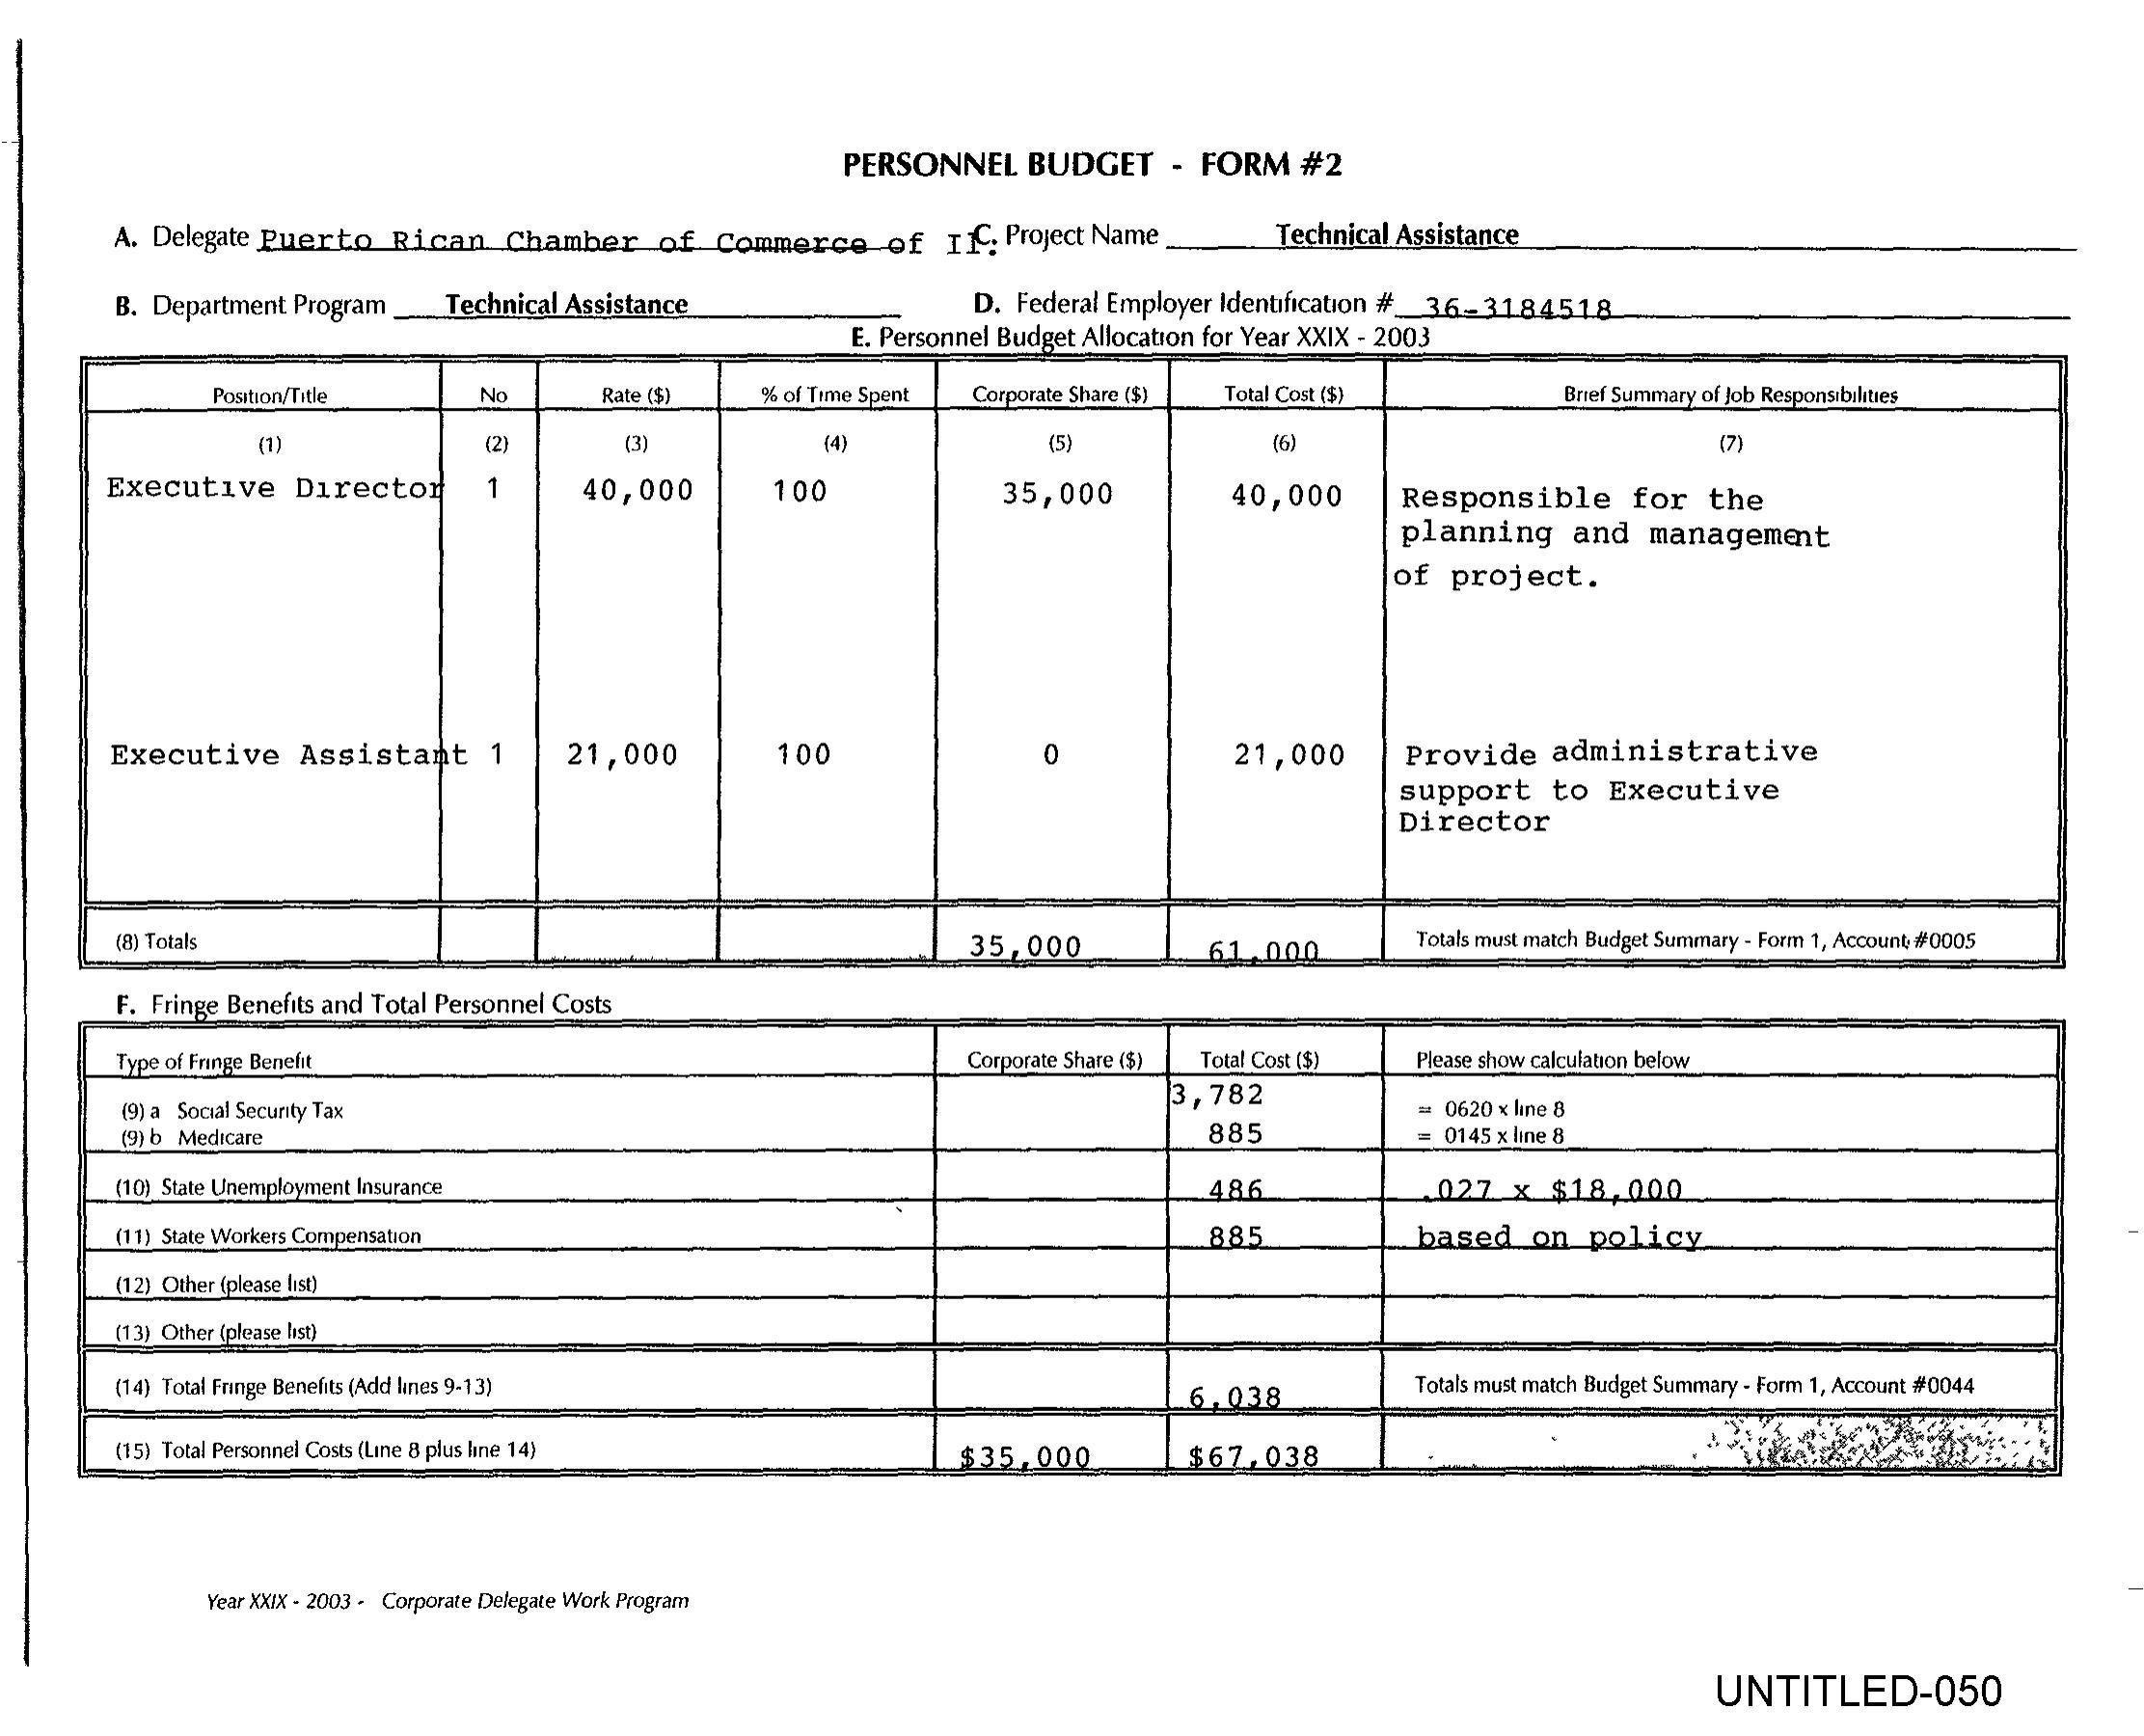 PERSONNEL BUDGET - FORM #2
A. Delegate Puerto Rican Chamber of Commerce of Il. C. Project Name Technical Assistance
B. Department Program Technical Assistance D. Federal Employer Identification # 36-3184518
E. Personnel Budget Allocation for Year XXIX - 2003
Position/Title No Rate ($) % of Time Spent Corporate Share ($) Total Cost ($) Brief Summary of Job Responsibilities
(1) (2) (3) (4) (5) (6) (7)
Executive Director 1 40,000 100 35,000 40,000 Responsible for the
planning and management
of project.
Executive Assistant 1 21,000 100 0 21,000 Provide administrative
support to Executive
Director
(8) Totals 35,000 61,000 Totals must match Budget Summary - Form 1, Account #0005
F. Fringe Benefits and Total Personnel Costs
Type of Fringe Benefit Corporate Share ($) Total Cost ($) Please show calculation below
(9) a Social Security Tax 3,782 = 0620 x line 8
(9) b Medicare 885 = 0145 x line 8
(10) State Unemployment Insurance 486 .027 x $18,000
(11) State Workers Compensation 885 based on policy
(12) Other (please list)
(13) Other (please list)
(14) Total Fringe Benefits (Add lines 9-13) 6,038 Totals must match Budget Summary - Form 1, Account #0044
(15) Total Personnel Costs (Line 8 plus line 14) $35,000 $67,038
Year XXIX - 2003 - Corporate Delegate Work Program
UNTITLED-050